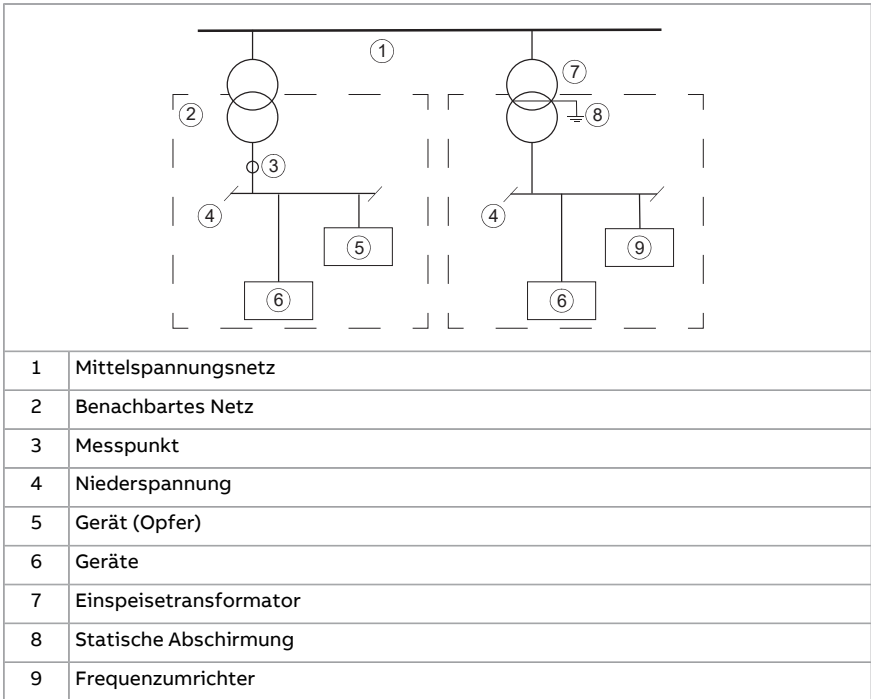 1
7
2
8
3
4
4
5
9
6
6
1 Mittelspannungsnetz
2 Benachbartes Netz
3 Messpunkt
4 Niederspannung
5 Gerät (Opfer)
6 Geräte
7 Einspeisetransformator
8 Statische Abschirmung
9 Frequenzumrichter